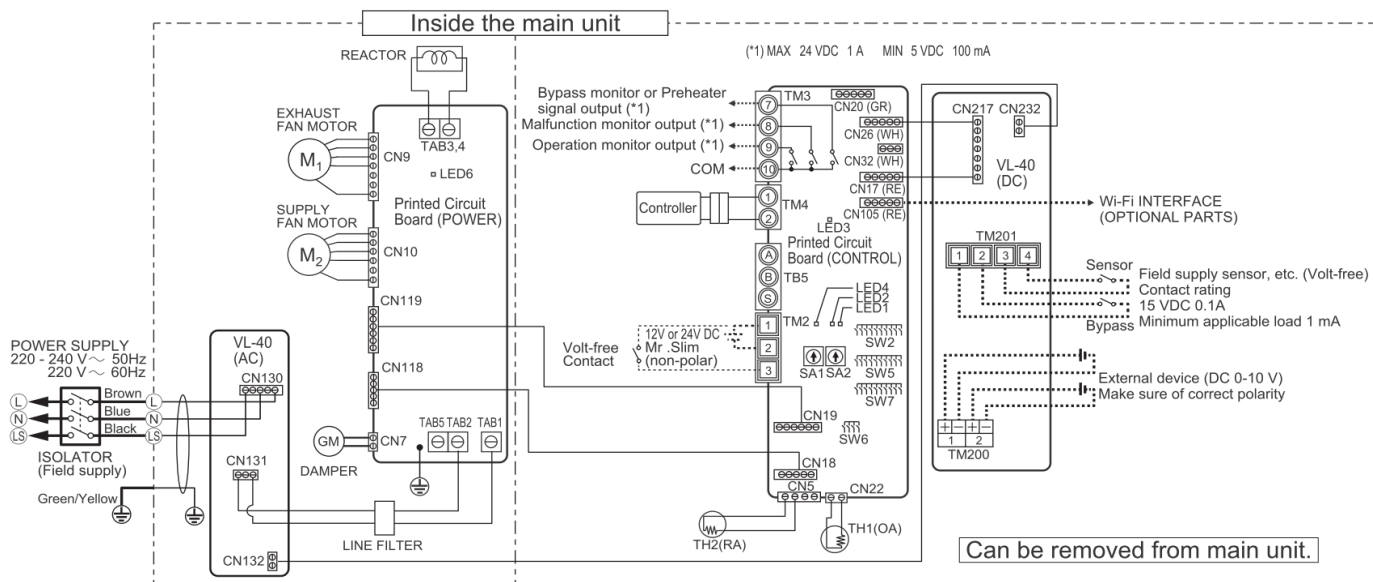 Inside the main unit
(*1) MAX 24 VDC 1 A MIN 5 VDC 100 mA
REACTOR
TAB3,4
LED6
EXHAUST
FAN MOTOR
M1
CN9
Printed Circuit
Board (POWER)
SUPPLY
FAN MOTOR
M2
CN10
CN119
CN118
TAB5 TAB2 TAB1
GM
CN7
DAMPER
POWER SUPPLY
220 - 240 V～ 50Hz
220 V～ 60Hz
L
N
LS
Brown
Blue
Black
L
N
LS
ISOLATOR
(Field supply)
Green/Yellow
VL-40
(AC)
CN130
CN131
CN132
LINE FILTER
Bypass monitor or Preheater
signal output (*1)
Malfunction monitor output (*1)
Operation monitor output (*1)
COM
TM3
7
8
9
10
CN20 (GR)
CN26 (WH)
CN32 (WH)
CN17 (RE)
CN105 (RE)
Controller
1
2
TM4
LED3
Printed Circuit
Board (CONTROL)
A
B
S
TB5
LED4
LED2
LED1
TM2
1
2
3
12V or 24V DC
Mr .Slim
(non-polar)
Volt-free
Contact
SA1 SA2
SW2
SW5
SW7
SW6
CN19
CN18
CN5
CN22
TH2(RA)
TH1(OA)
CN217 CN232
VL-40
(DC)
Wi-Fi INTERFACE
(OPTIONAL PARTS)
TM201
1 2 3 4
Sensor
Field supply sensor, etc. (Volt-free)
Contact rating
15 VDC 0.1A
Bypass
Minimum applicable load 1 mA
External device (DC 0-10 V)
Make sure of correct polarity
+ − + −
1 2
TM200
Can be removed from main unit.